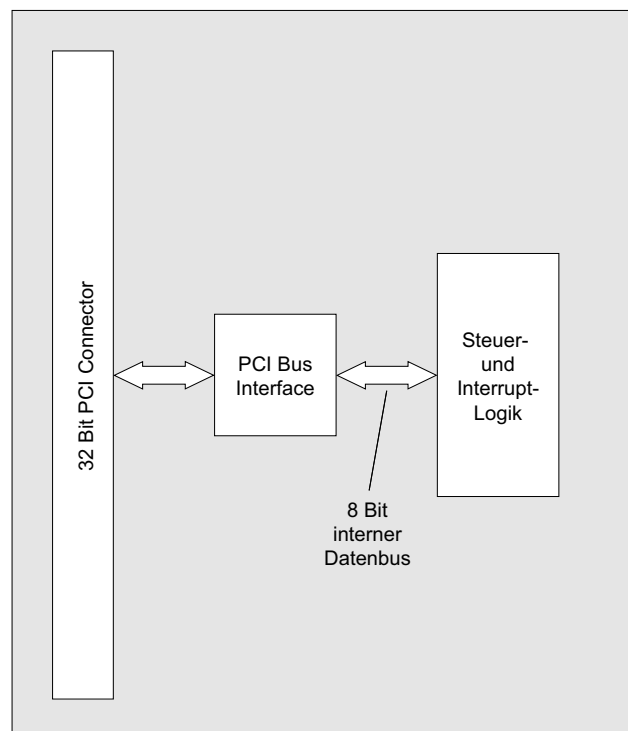 32 Bit PCI Connector
PCI Bus
Interface
Steuer-
und
Interrupt-
Logik
8 Bit
interner
Datenbus